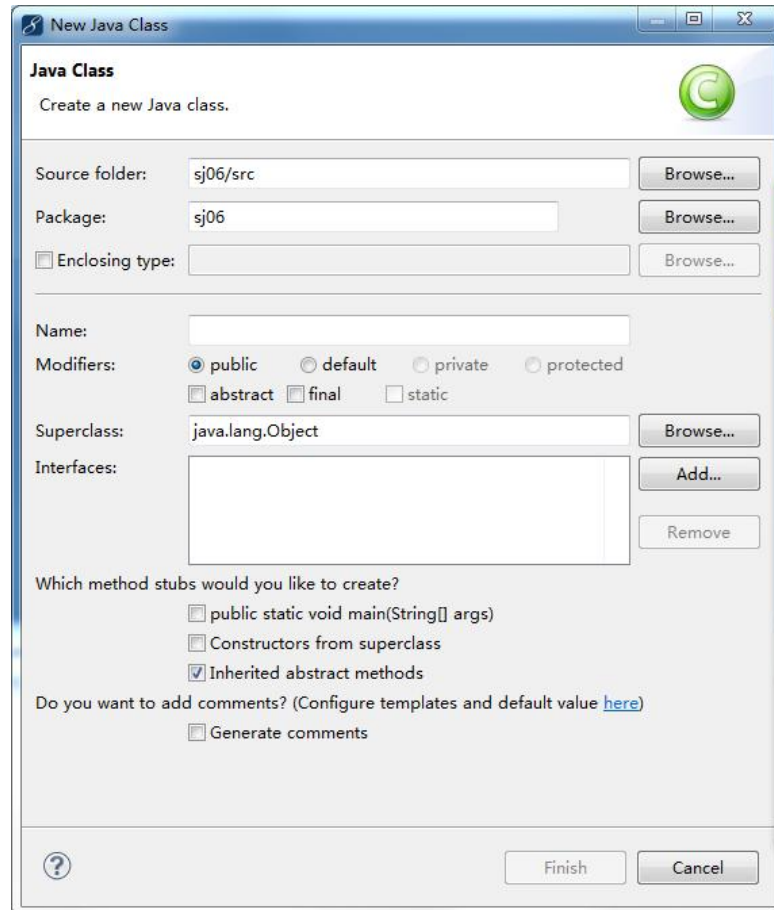 New Java Class
Java Class
Create a new Java class.
Source folder: sj06/src Browse...
Package: sj06 Browse...
Enclosing type: Browse...
Name:
Modifiers: public default private protected
abstract final static
Superclass: java.lang.Object Browse...
Interfaces: Add...
Remove
Which method stubs would you like to create?
public static void main(String[] args)
Constructors from superclass
Inherited abstract methods
Do you want to add comments? (Configure templates and default value here)
Generate comments
? Finish Cancel